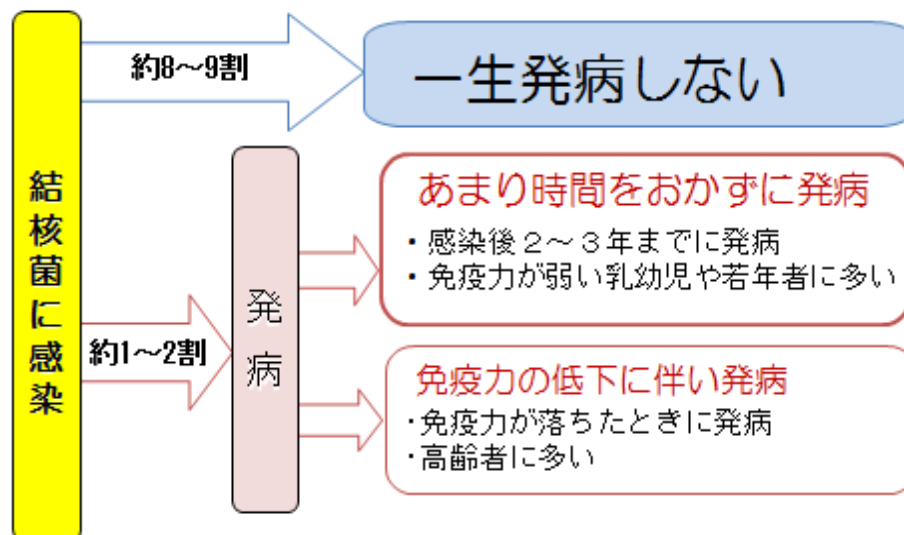 結核菌に感染
約8～9割
一生発病しない
約1～2割
発病
あまり時間をおかずに発病
・感染後２～３年までに発病
・免疫力が弱い乳幼児や若年者に多い
免疫力の低下に伴い発病
・免疫力が落ちたときに発病
・高齢者に多い